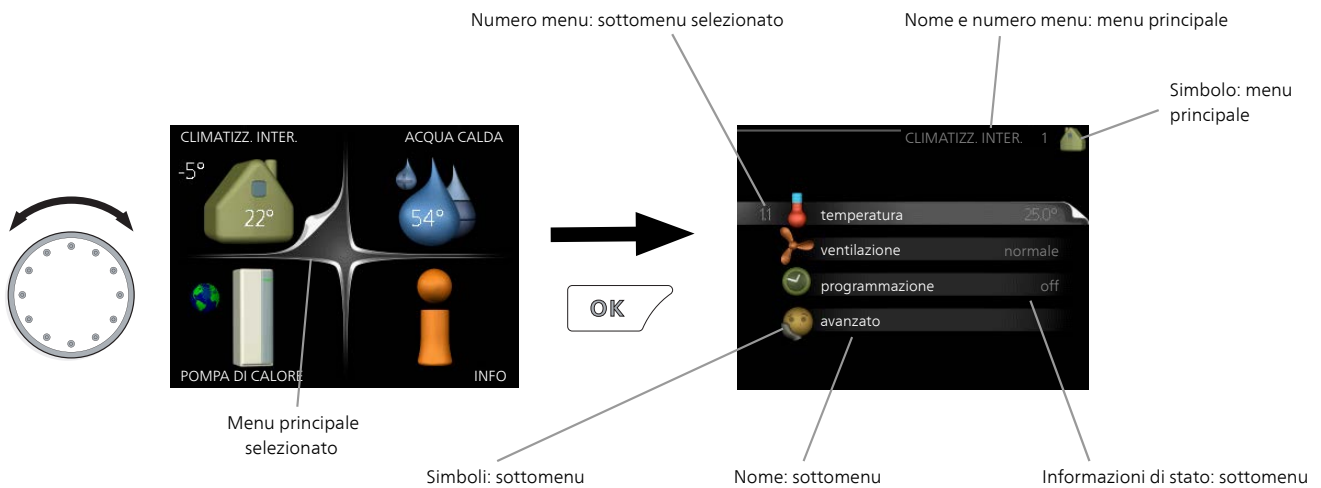 Numero menu: sottomenu selezionato
Nome e numero menu: menu principale
Simbolo: menu
principale
CLIMATIZZ. INTER.
ACQUA CALDA
-5°
22°
54°
POMPA DI CALORE
INFO
OK
CLIMATIZZ. INTER. 1
1.1 temperatura 25.0°
ventilazione normale
programmazione off
avanzato
Menu principale
selezionato
Simboli: sottomenu
Nome: sottomenu
Informazioni di stato: sottomenu